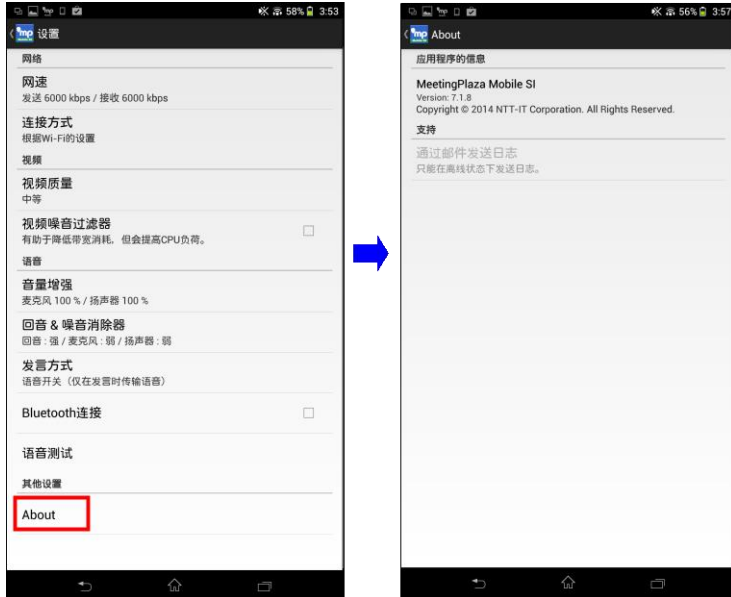 58% 3:53
设置
网络
网速
发送 6000 kbps / 接收 6000 kbps
连接方式
根据Wi-Fi的设置
视频
视频质量
中等
视频噪音过滤器
有助于降低带宽消耗，但会提高CPU负荷。
语音
音量增强
麦克风 100 % / 扬声器 100 %
回音 & 噪音消除器
回音 : 强 / 麦克风 : 弱 / 扬声器 : 弱
发言方式
语音开关（仅在发言时传输语音）
Bluetooth连接
语音测试
其他设置
About
56% 3:57
About
应用程序的信息
MeetingPlaza Mobile SI
Version: 7.1.8
Copyright © 2014 NTT-IT Corporation. All Rights Reserved.
支持
通过邮件发送日志
只能在离线状态下发送日志。